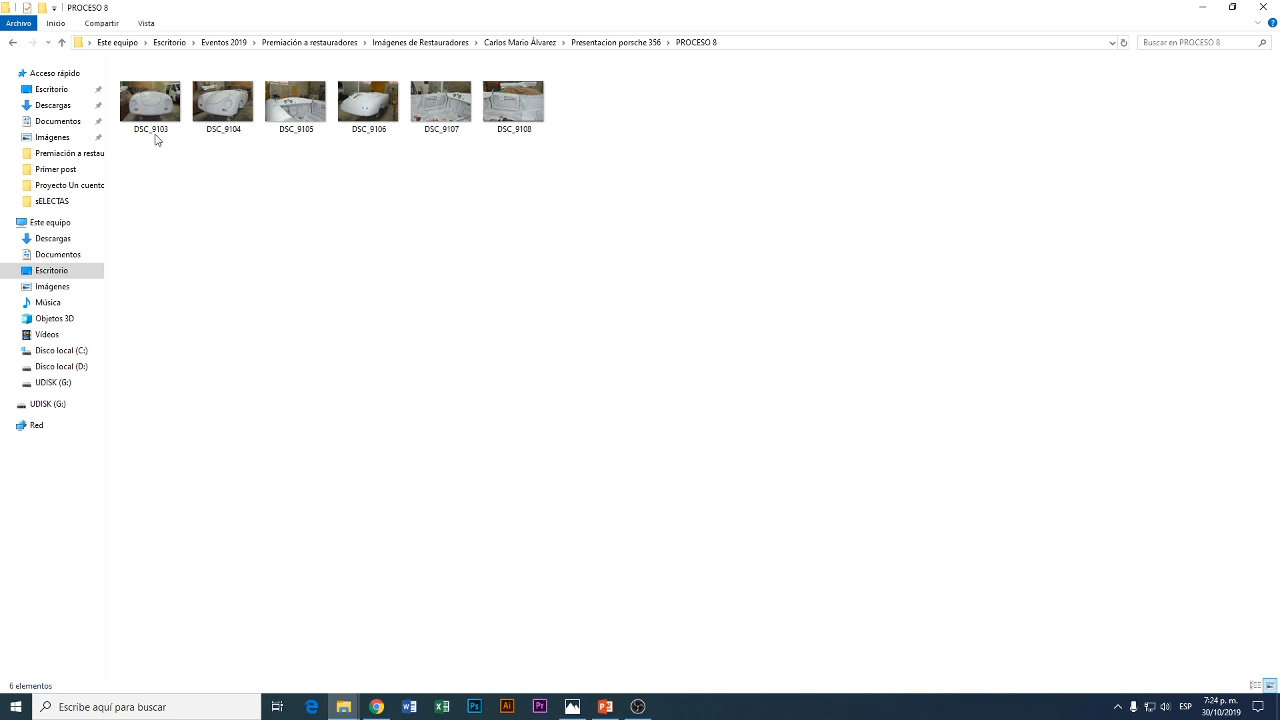 PROCESO 8
Archivo Inicio Compartir Vista
Este equipo Escritorio Eventos 2019 Premiación a restauradores Imágenes de Restauradores Carlos Mario Álvarez Presentacion porsche 356 PROCESO 8
Buscar en PROCESO 8
Acceso rápido
Escritorio
Descargas
Documentos
Imágenes
Premiación a restau
Primer post
Proyecto Un cuento
sELECTAS
Este equipo
Descargas
Documentos
Escritorio
Imágenes
Música
Objetos 3D
Vídeos
Disco local (C:)
Disco local (D:)
UDISK (G:)
UDISK (G:)
Red
DSC_9103 DSC_9104 DSC_9105 DSC_9106 DSC_9107 DSC_9108
6 elementos
Escribe aquí para buscar
Ps Ai Pr
ESP
7:24 p. m.
30/10/2019